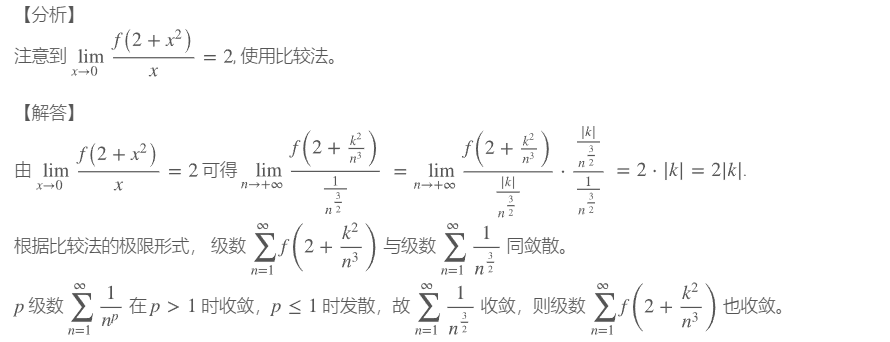 【分析】
注意到 $\lim_{x \to 0} \frac{f(2+x^2)}{x} = 2$, 使用比较法。
【解答】
由 $\lim_{x \to 0} \frac{f(2+x^2)}{x} = 2$ 可得 $\lim_{n \to +\infty} \frac{f\left(2+\frac{k^2}{n^3}\right)}{\frac{1}{n^{\frac{3}{2}}}} = \lim_{n \to +\infty} \frac{f\left(2+\frac{k^2}{n^3}\right)}{\frac{|k|}{n^{\frac{3}{2}}}} \cdot \frac{\frac{|k|}{n^{\frac{3}{2}}}}{\frac{1}{n^{\frac{3}{2}}}} = 2 \cdot |k| = 2|k|.$
根据比较法的极限形式， 级数 $\sum_{n=1}^{\infty} f\left(2+\frac{k^2}{n^3}\right)$ 与级数 $\sum_{n=1}^{\infty} \frac{1}{n^{\frac{3}{2}}}$ 同敛散。
$p$ 级数 $\sum_{n=1}^{\infty} \frac{1}{n^p}$ 在 $p > 1$ 时收敛，$p \leq 1$ 时发散，故 $\sum_{n=1}^{\infty} \frac{1}{n^{\frac{3}{2}}}$ 收敛，则级数 $\sum_{n=1}^{\infty} f\left(2+\frac{k^2}{n^3}\right)$ 也收敛。